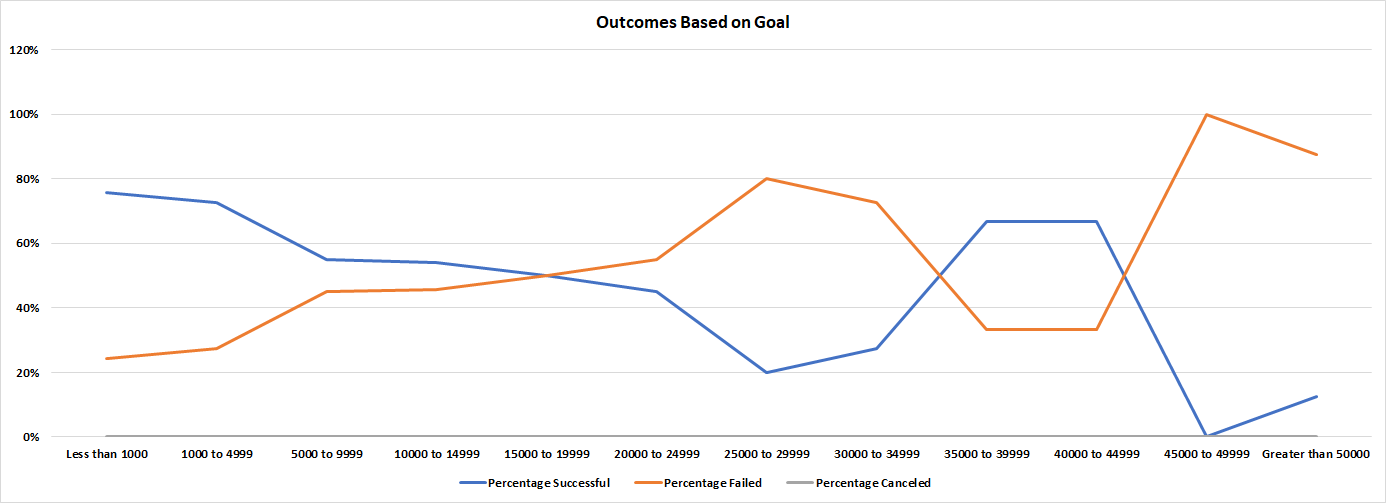 Outcomes Based on Goal
120%
100%
80%
60%
40%
20%
0%
Less than 1000 1000 to 4999 5000 to 9999 10000 to 14999 15000 to 19999 20000 to 24999 25000 to 29999 30000 to 34999 35000 to 39999 40000 to 44999 45000 to 49999 Greater than 50000
Percentage Successful Percentage Failed Percentage Canceled